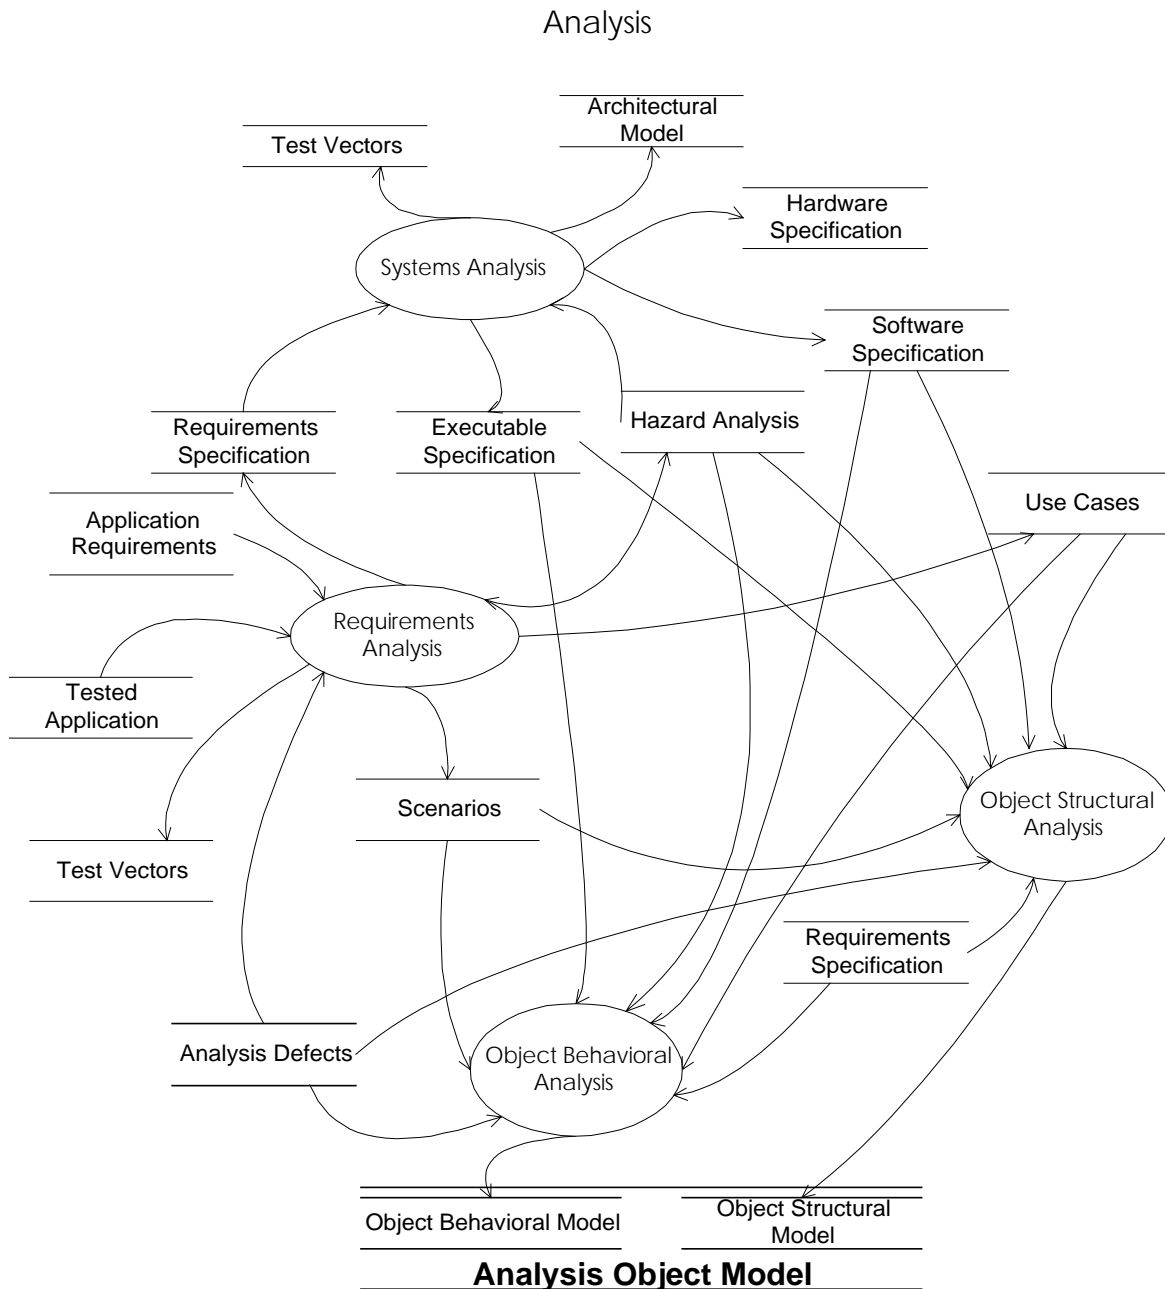 Analysis
Architectural
Model
Test Vectors
Hardware
Specification
Systems Analysis
Software
Specification
Requirements
Specification
Executable
Specification
Hazard Analysis
Use Cases
Application
Requirements
Requirements
Analysis
Tested
Application
Scenarios
Object Structural
Analysis
Test Vectors
Requirements
Specification
Analysis Defects
Object Behavioral
Analysis
Object Behavioral Model
Object Structural
Model
Analysis Object Model